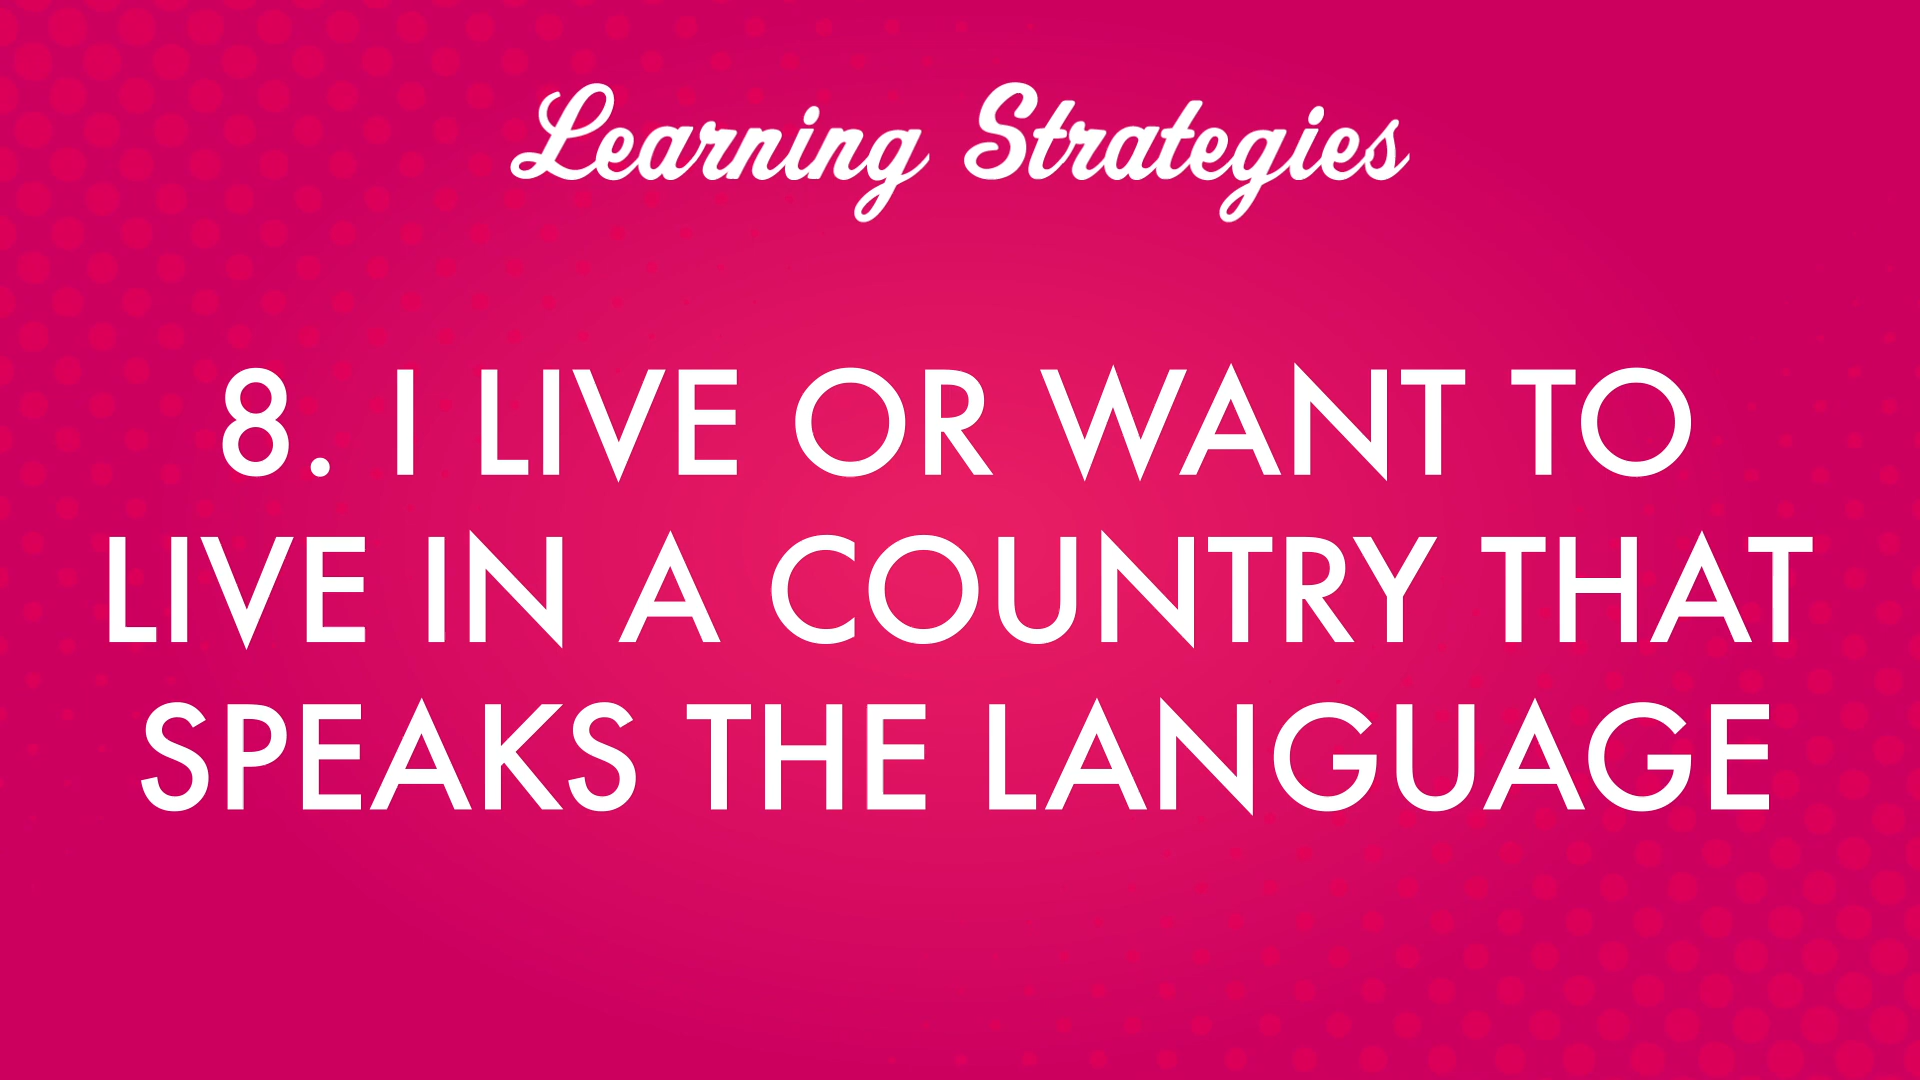 Learning Strategies
8. I LIVE OR WANT TO
LIVE IN A COUNTRY THAT
SPEAKS THE LANGUAGE